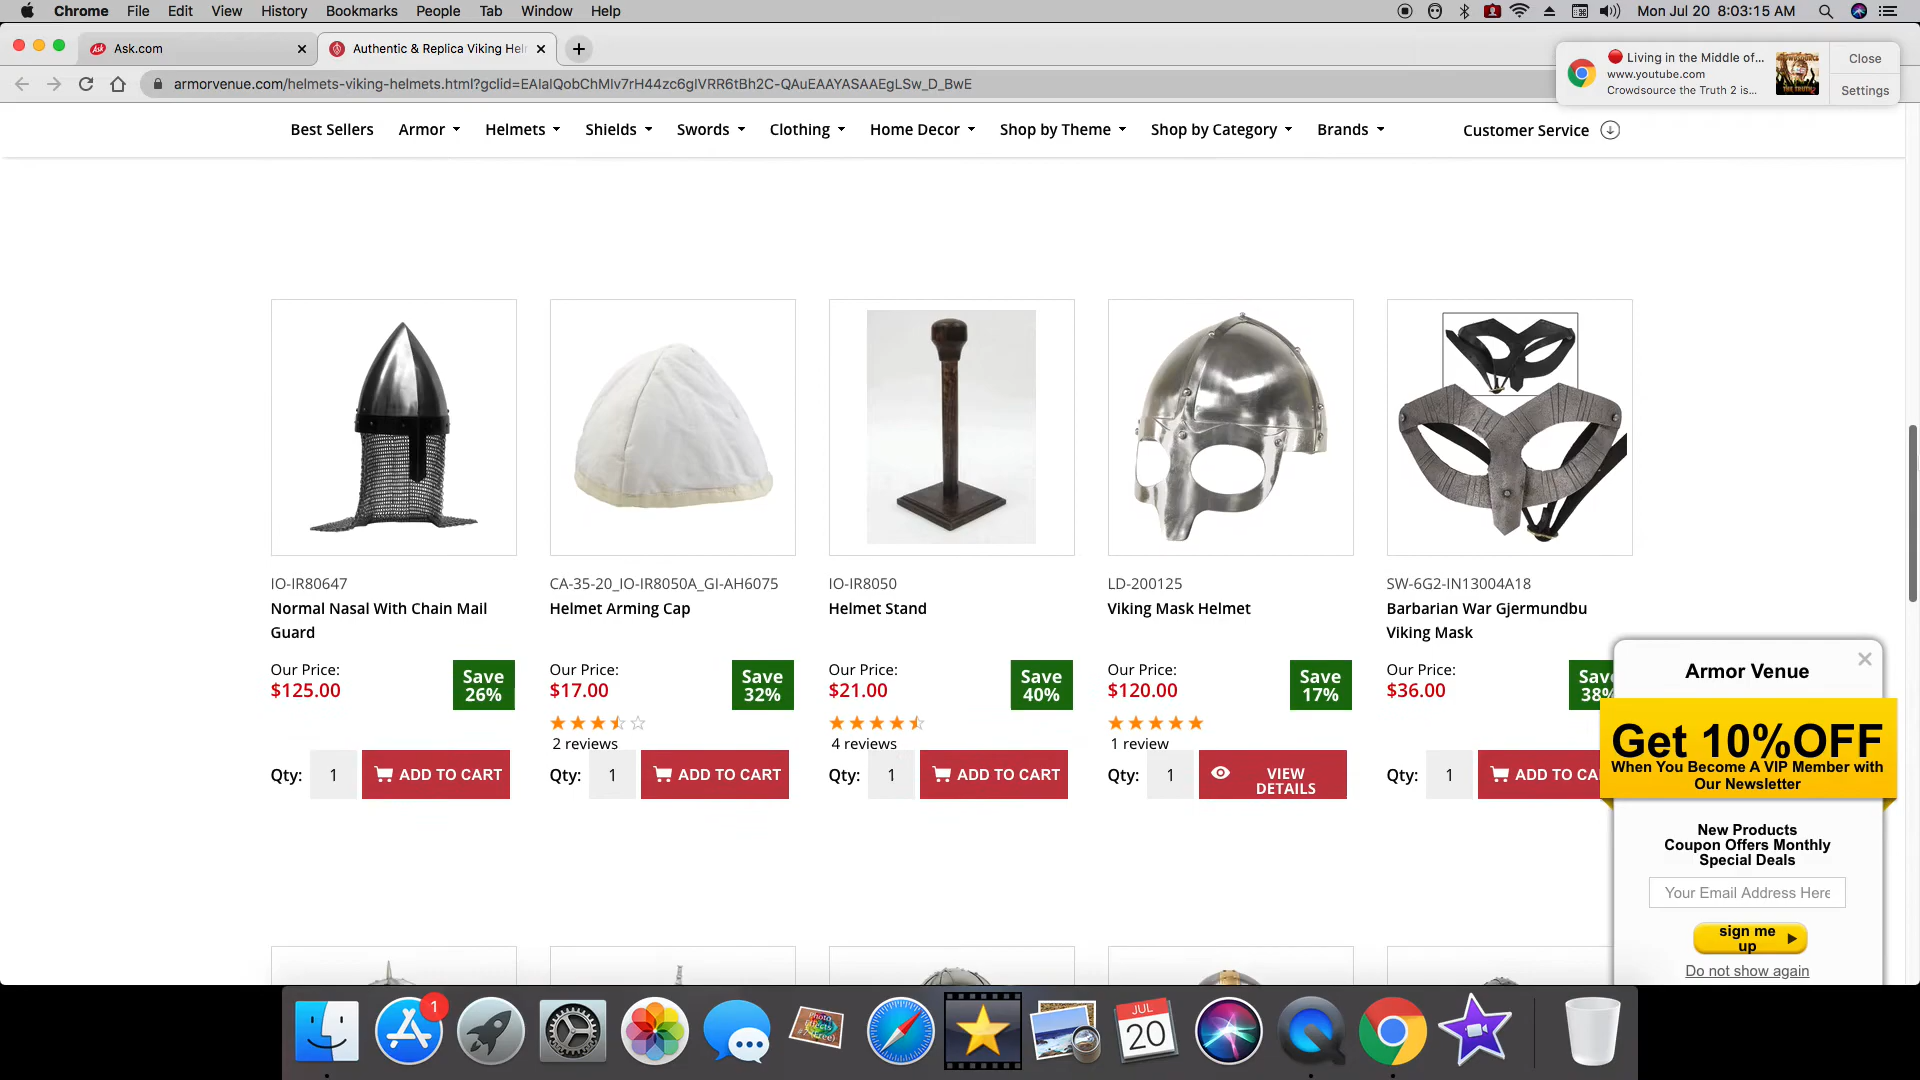 Chrome File Edit View History Bookmarks People Tab Window Help Mon Jul 20 8:03:15 AM
Ask.com Authentic & Replica Viking Hel
armorvenue.com/helmets-viking-helmets.html?gclid=EAIaIQobChMIv7rH44zc6gIVRR6tBh2C-QAuEAAYASAAEgLSw_D_BwE
Living in the Middle of...
www.youtube.com
Crowdsource the Truth 2 is...
Close
Settings
Best Sellers Armor Helmets Shields Swords Clothing Home Decor Shop by Theme Shop by Category Brands Customer Service
IO-IR80647
Normal Nasal With Chain Mail
Guard
Our Price:
$125.00
Save
26%
Qty: 1 ADD TO CART
CA-35-20_IO-IR8050A_GI-AH6075
Helmet Arming Cap
Our Price:
$17.00
Save
32%
2 reviews
Qty: 1 ADD TO CART
IO-IR8050
Helmet Stand
Our Price:
$21.00
Save
40%
4 reviews
Qty: 1 ADD TO CART
LD-200125
Viking Mask Helmet
Our Price:
$120.00
Save
17%
1 review
Qty: 1 VIEW
DETAILS
SW-6G2-IN13004A18
Barbarian War Gjermundbu
Viking Mask
Our Price:
$36.00
Sav
38%
Qty: 1 ADD TO CA
Armor Venue
Get 10%OFF
When You Become A VIP Member with
Our Newsletter
New Products
Coupon Offers Monthly
Special Deals
Your Email Address Here
sign me
up
Do not show again
1
Photo
Effects
JUL
20